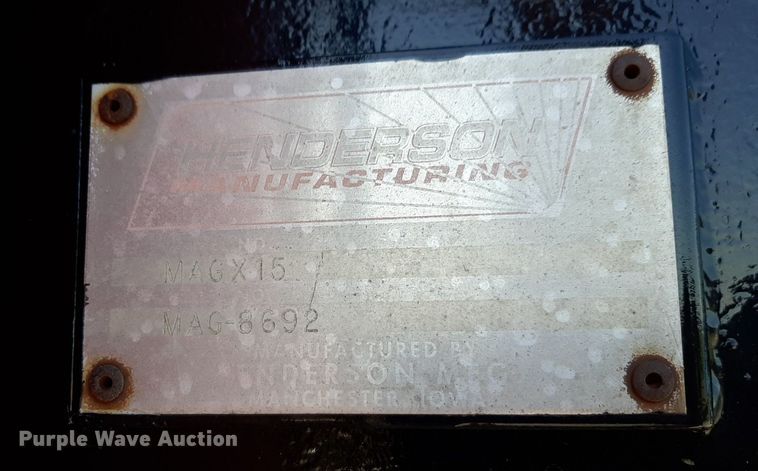 HENDERSON
MANUFACTURING
MAGX15
MAG-8692
MANUFACTURED BY
HENDERSON MFG
MANCHESTER, IOWA
Purple Wave Auction